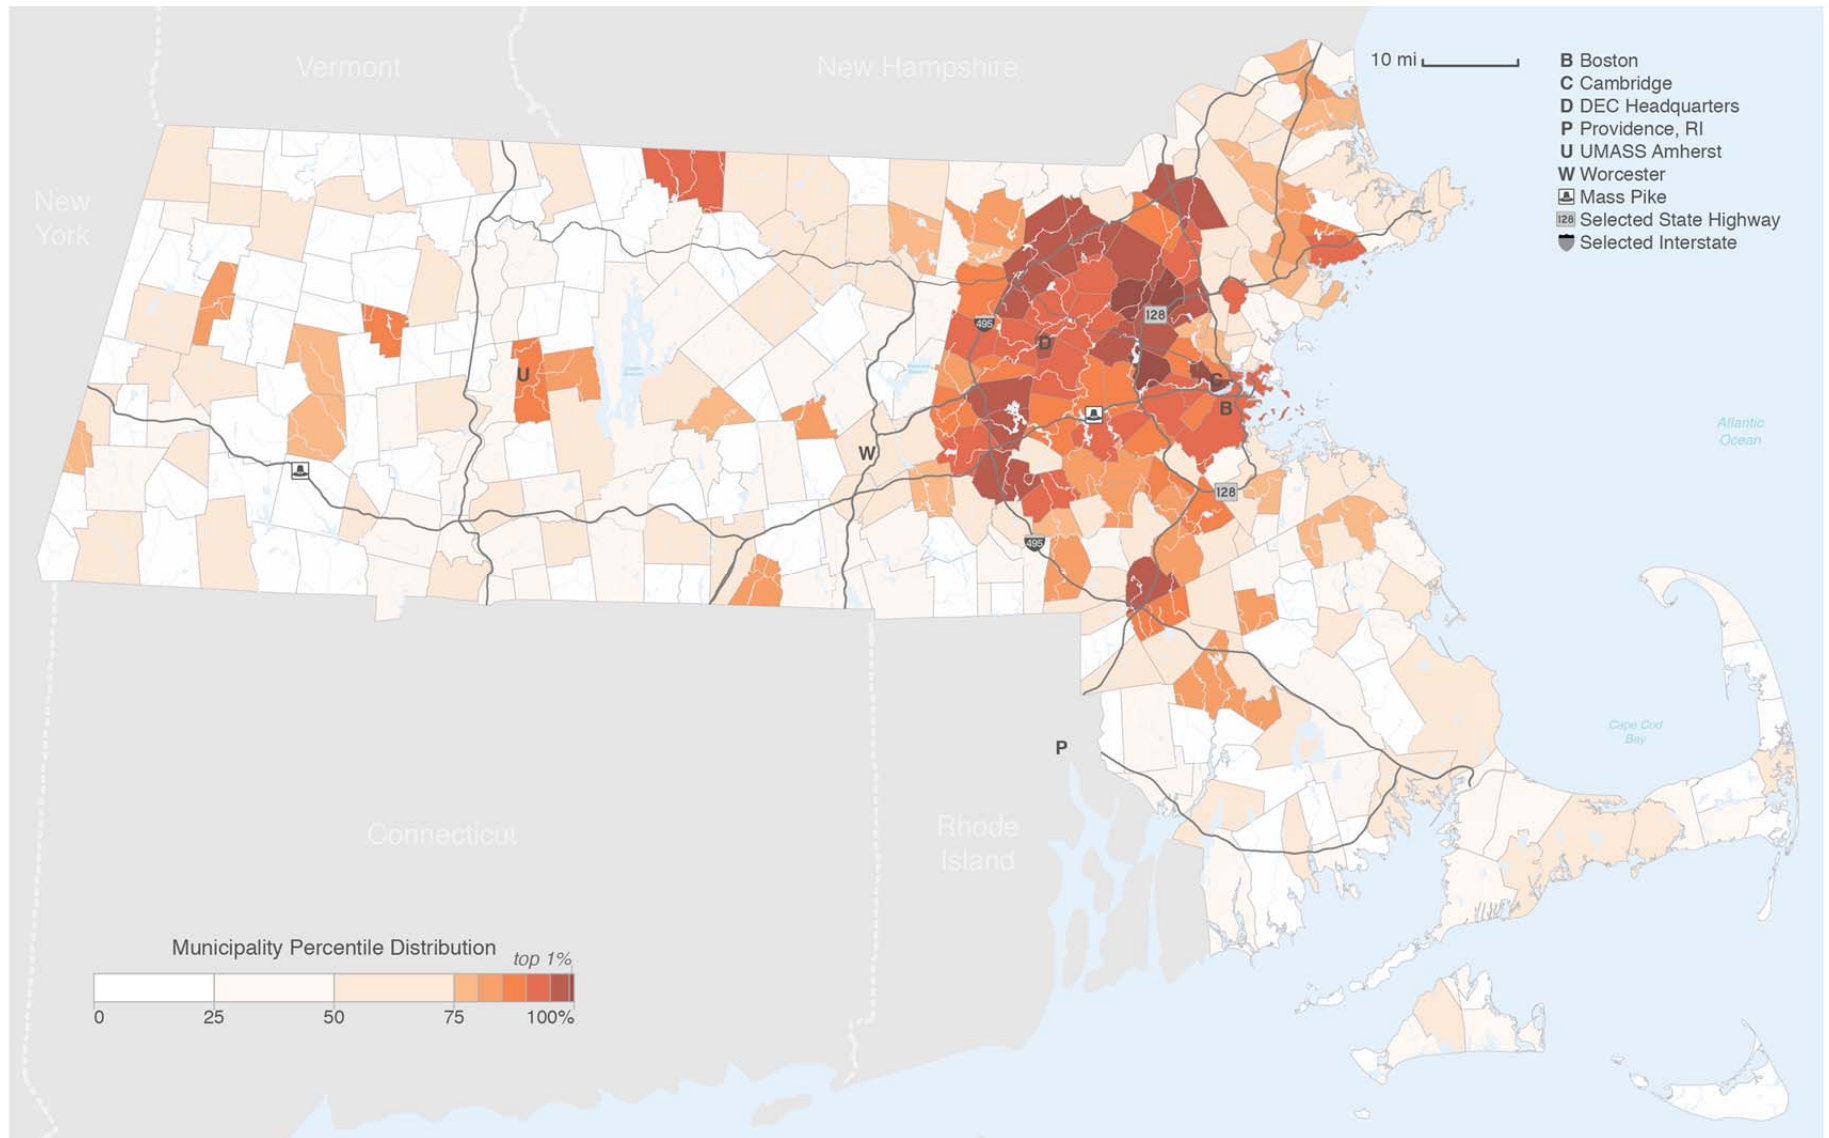 Vermont
New Hampshire
New
York
10 mi
B Boston
C Cambridge
D DEC Headquarters
P Providence, RI
U UMASS Amherst
W Worcester
Mass Pike
128 Selected State Highway
Selected Interstate
495
128
D
U
C
B
W
128
495
Atlantic
Ocean
P
Cape Cod
Bay
Connecticut
Rhode
Island
Municipality Percentile Distribution
top 1%
0 25 50 75 100%